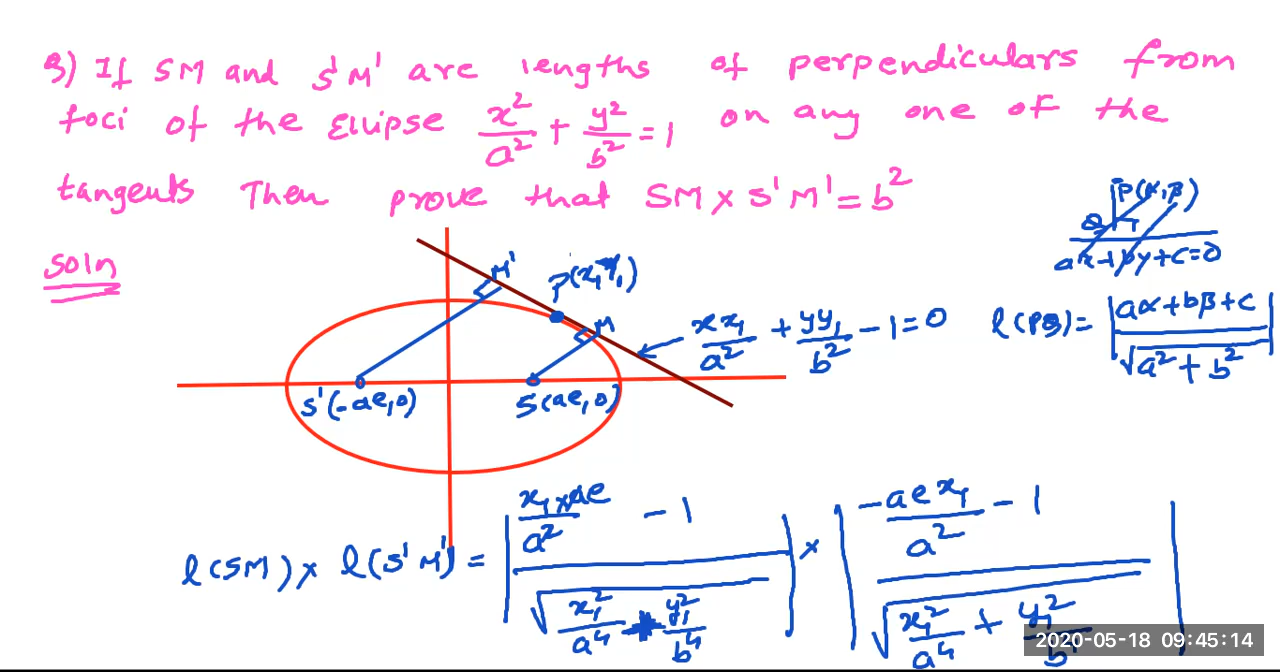 Q) If SM and S'M' are lengths of perpendiculars from
foci of the Ellipse x²/a² + y²/b² = 1 on any one of the
tangents Then prove that SM × S'M' = b²
Soln
P(α,β)
Q
ax+by+c=0
l(PQ) = |(aα+bβ+c)/√(a²+b²)|
M'
P(x₁,y₁)
M
xx₁/a² + yy₁/b² - 1 = 0
S'(-ae,0)
S(ae,0)
l(SM) × l(S'M') = |(x₁×ae/a² - 1)/√(x₁²/a⁴ + y₁²/b⁴)| × |(-aex₁/a² - 1)/√(x₁²/a⁴ + y₁²/b⁴)|
2020-05-18 09:45:14